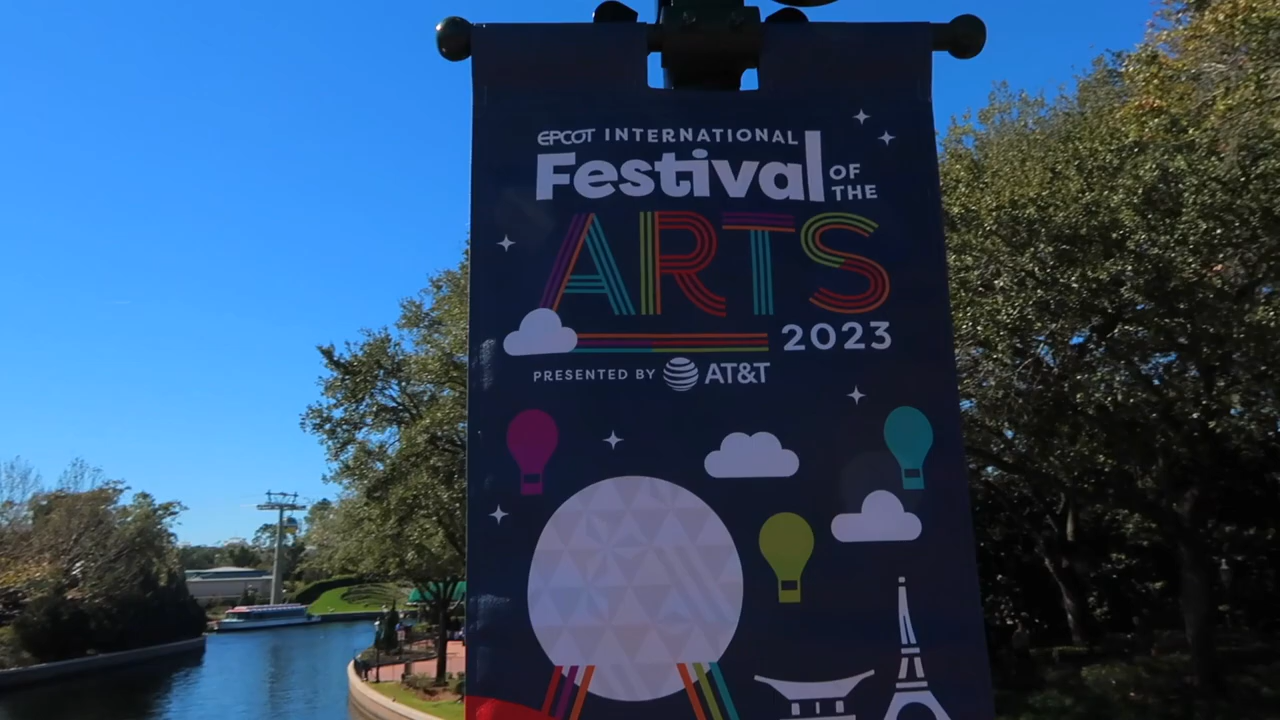 EPCOT INTERNATIONAL
Festival OF THE
ARTS
2023
PRESENTED BY AT&T